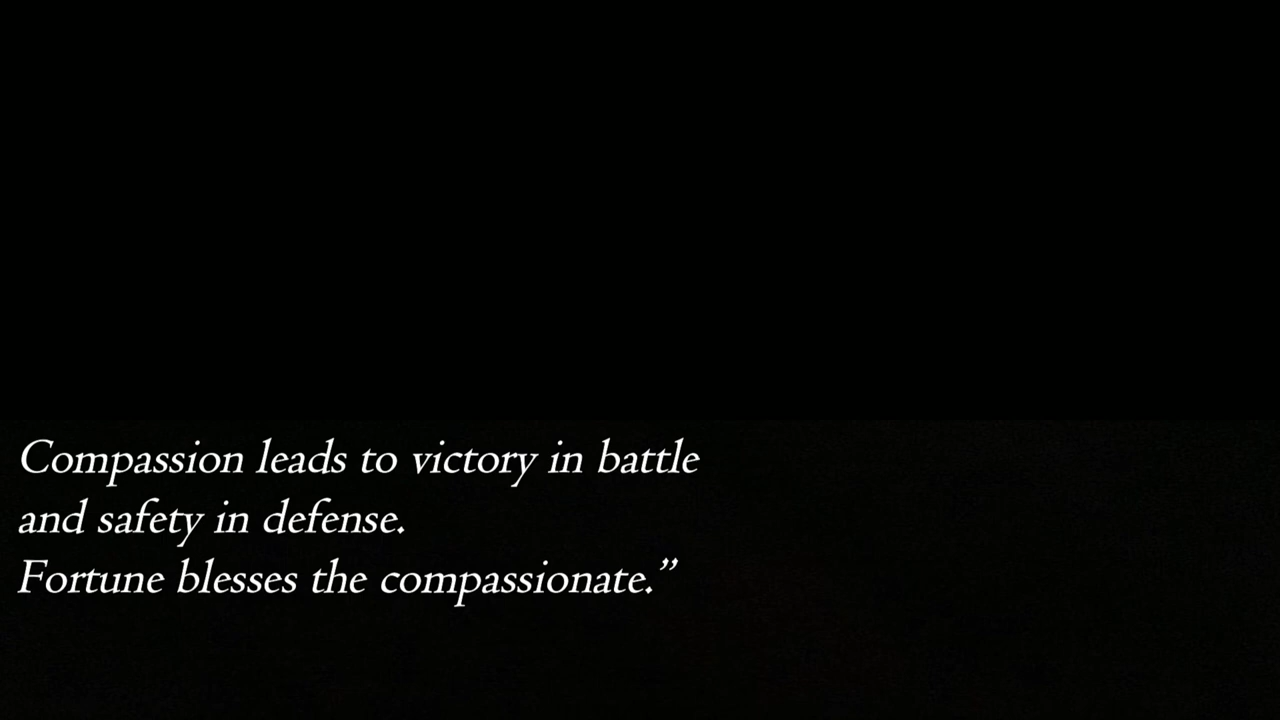 Compassion leads to victory in battle
and safety in defense.
Fortune blesses the compassionate.”